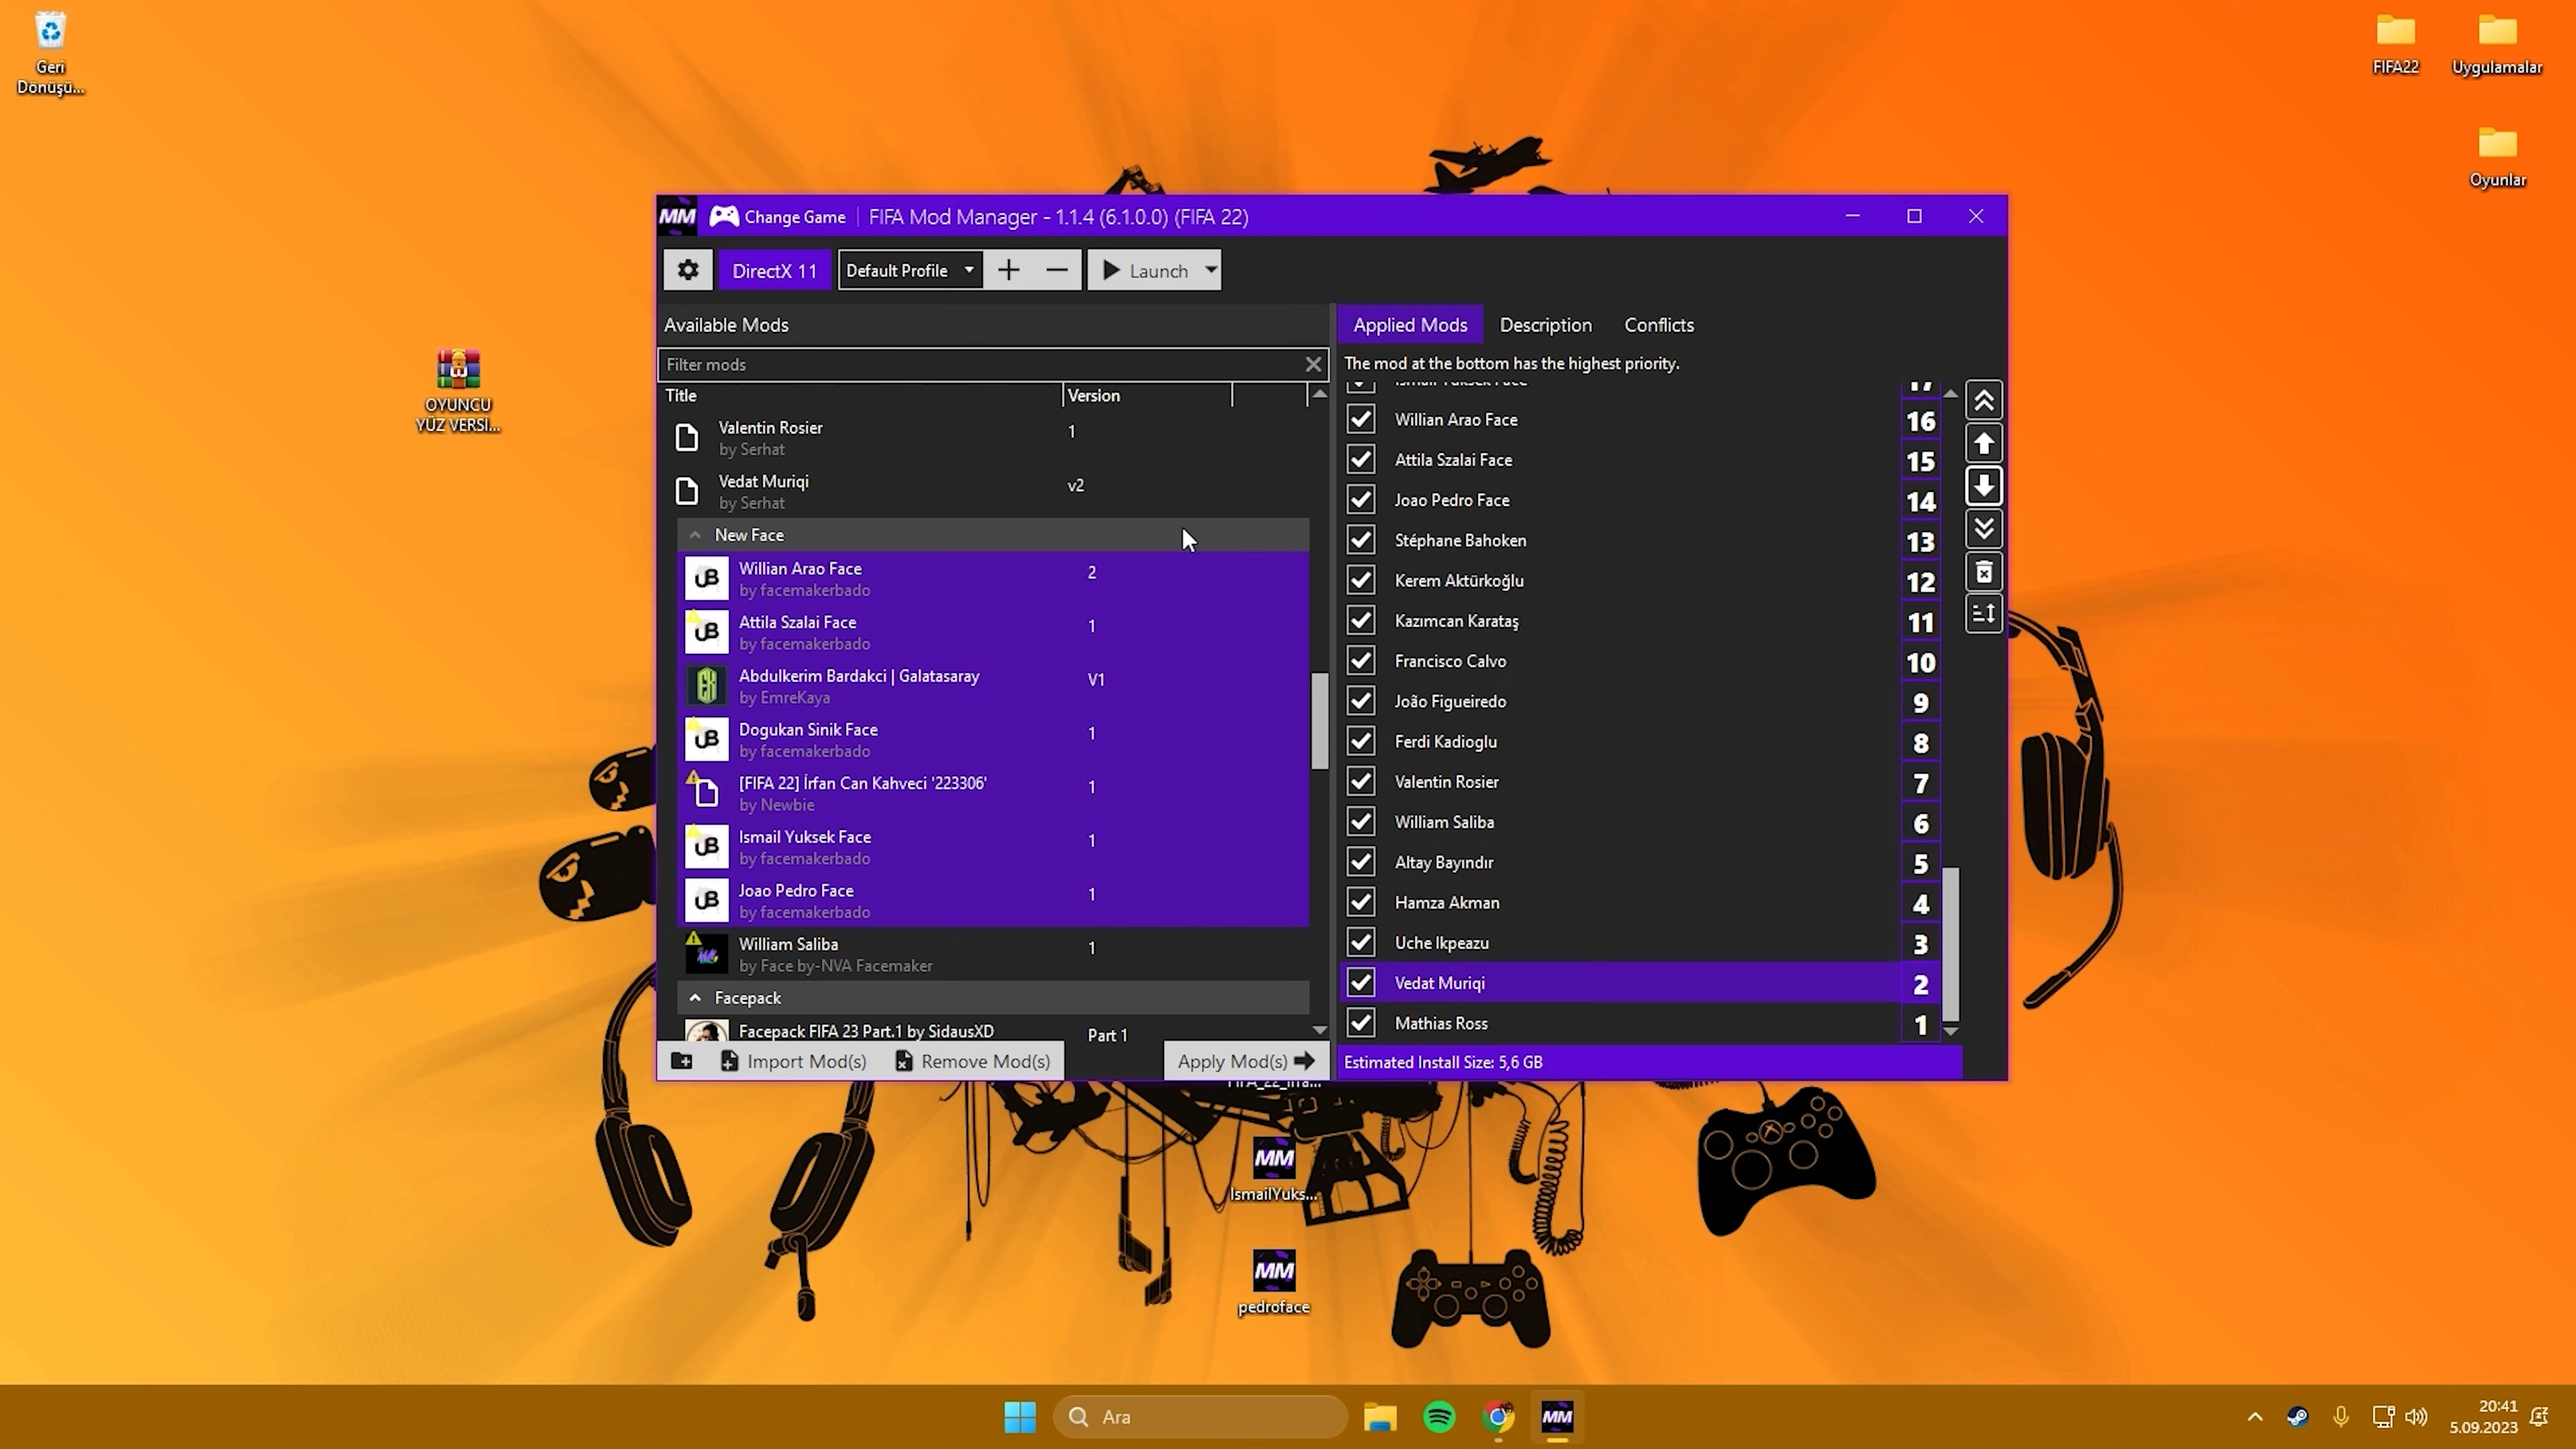 Geri
Dönüşü...
FIFA22
Uygulamalar
Oyunlar
OYUNCU
YÜZ VERSI...
MM
Change Game
FIFA Mod Manager - 1.1.4 (6.1.0.0) (FIFA 22)
DirectX 11
Default Profile
Launch
Available Mods
Filter mods
Title
Version
Valentin Rosier
1
by Serhat
Vedat Muriqi
v2
by Serhat
New Face
Willian Arao Face
2
by facemakerbado
Attila Szalai Face
1
by facemakerbado
Abdulkerim Bardakci | Galatasaray
V1
by EmreKaya
Dogukan Sinik Face
1
by facemakerbado
[FIFA 22] İrfan Can Kahveci '223306'
1
by Newbie
Ismail Yuksek Face
1
by facemakerbado
Joao Pedro Face
1
by facemakerbado
William Saliba
1
by Face by-NVA Facemaker
Facepack
Facepack FIFA 23 Part.1 by SidausXD
Part 1
Import Mod(s)
Remove Mod(s)
Apply Mod(s)
Applied Mods
Description
Conflicts
The mod at the bottom has the highest priority.
Ismail Yuksek Face 17
Willian Arao Face 16
Attila Szalai Face 15
Joao Pedro Face 14
Stéphane Bahoken 13
Kerem Aktürkoğlu 12
Kazımcan Karataş 11
Francisco Calvo 10
João Figueiredo 9
Ferdi Kadioglu 8
Valentin Rosier 7
William Saliba 6
Altay Bayındır 5
Hamza Akman 4
Uche Ikpeazu 3
Vedat Muriqi 2
Mathias Ross 1
Estimated Install Size: 5,6 GB
MM
IsmailYuks...
MM
pedroface
Ara
MM
20:41
5.09.2023